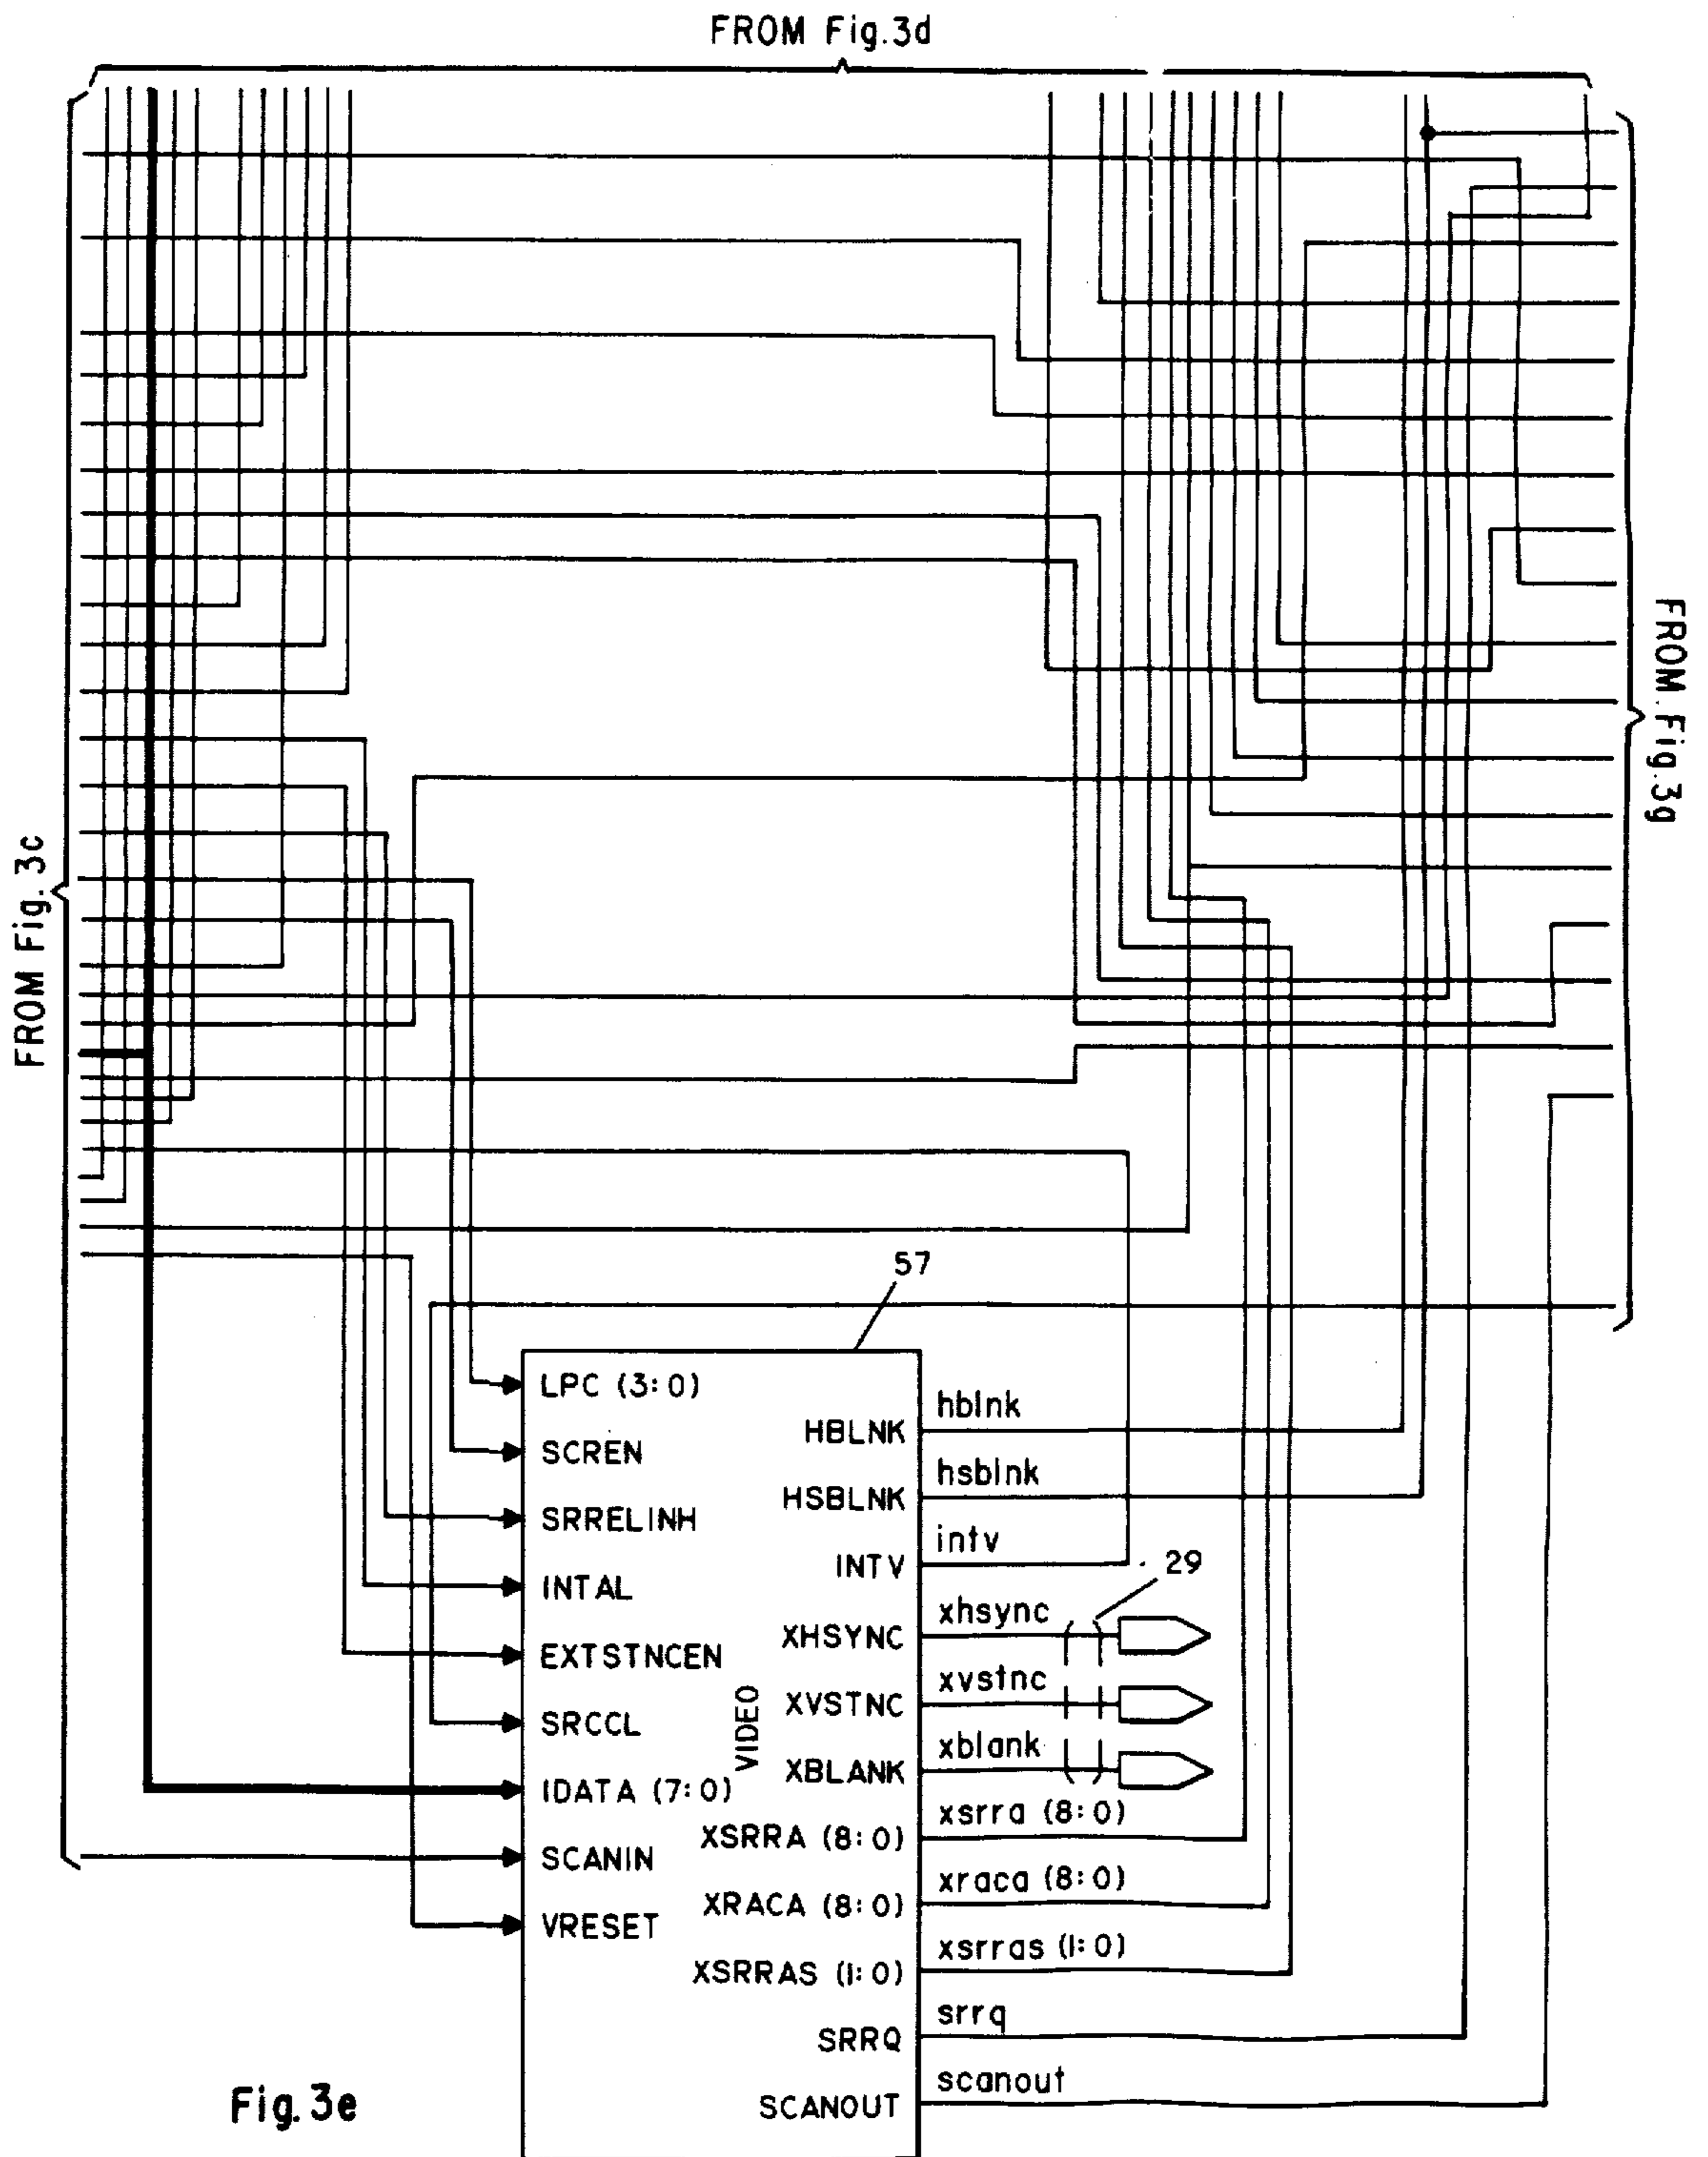 FROM Fig.3d
FROM Fig.3c
FROM Fig.3g
57
LPC (3:0)
SCREN
SRRELINH
INTAL
EXTSTNCEN
SRCCL
IDATA (7:0)
SCANIN
VRESET
VIDEO
HBLNK
hblnk
HSBLNK
hsblnk
INTV
intv
29
XHSYNC
xhsync
XVSTNC
xvstnc
XBLANK
xblank
XSRRA (8:0)
xsrra (8:0)
XRACA (8:0)
xraca (8:0)
XSRRAS (1:0)
xsrras (1:0)
SRRQ
srrq
SCANOUT
scanout
Fig.3e